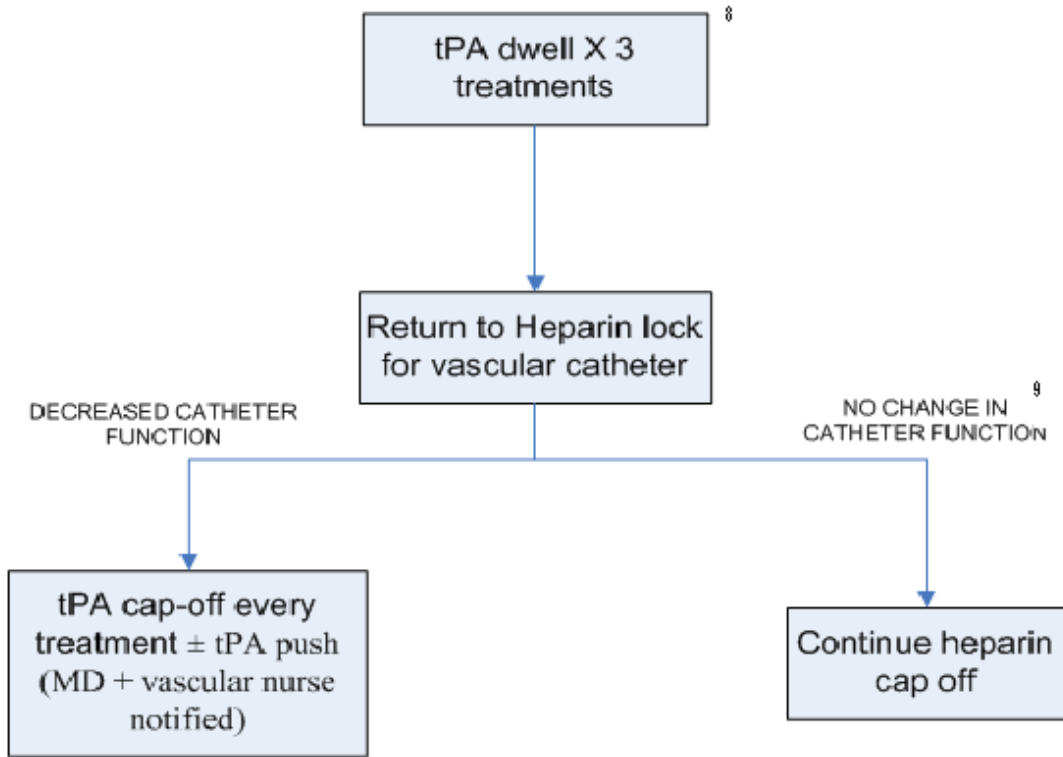 8
tPA dwell X 3
treatments
Return to Heparin lock
for vascular catheter
DECREASED CATHETER
FUNCTION
9
NO CHANGE IN
CATHETER FUNCTION
tPA cap-off every
treatment ± tPA push
(MD + vascular nurse
notified)
Continue heparin
cap off